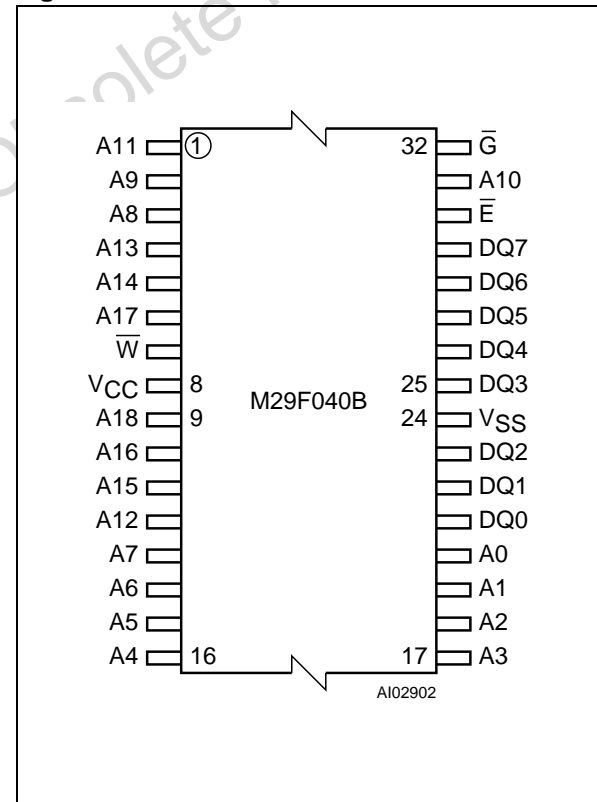 A11 ① 32 G̅
A9 A10
A8 E̅
A13 DQ7
A14 DQ6
A17 DQ5
W̅ DQ4
VCC 8 25 DQ3
M29F040B
A18 9 24 VSS
A16 DQ2
A15 DQ1
A12 DQ0
A7 A0
A6 A1
A5 A2
A4 16 17 A3
AI02902